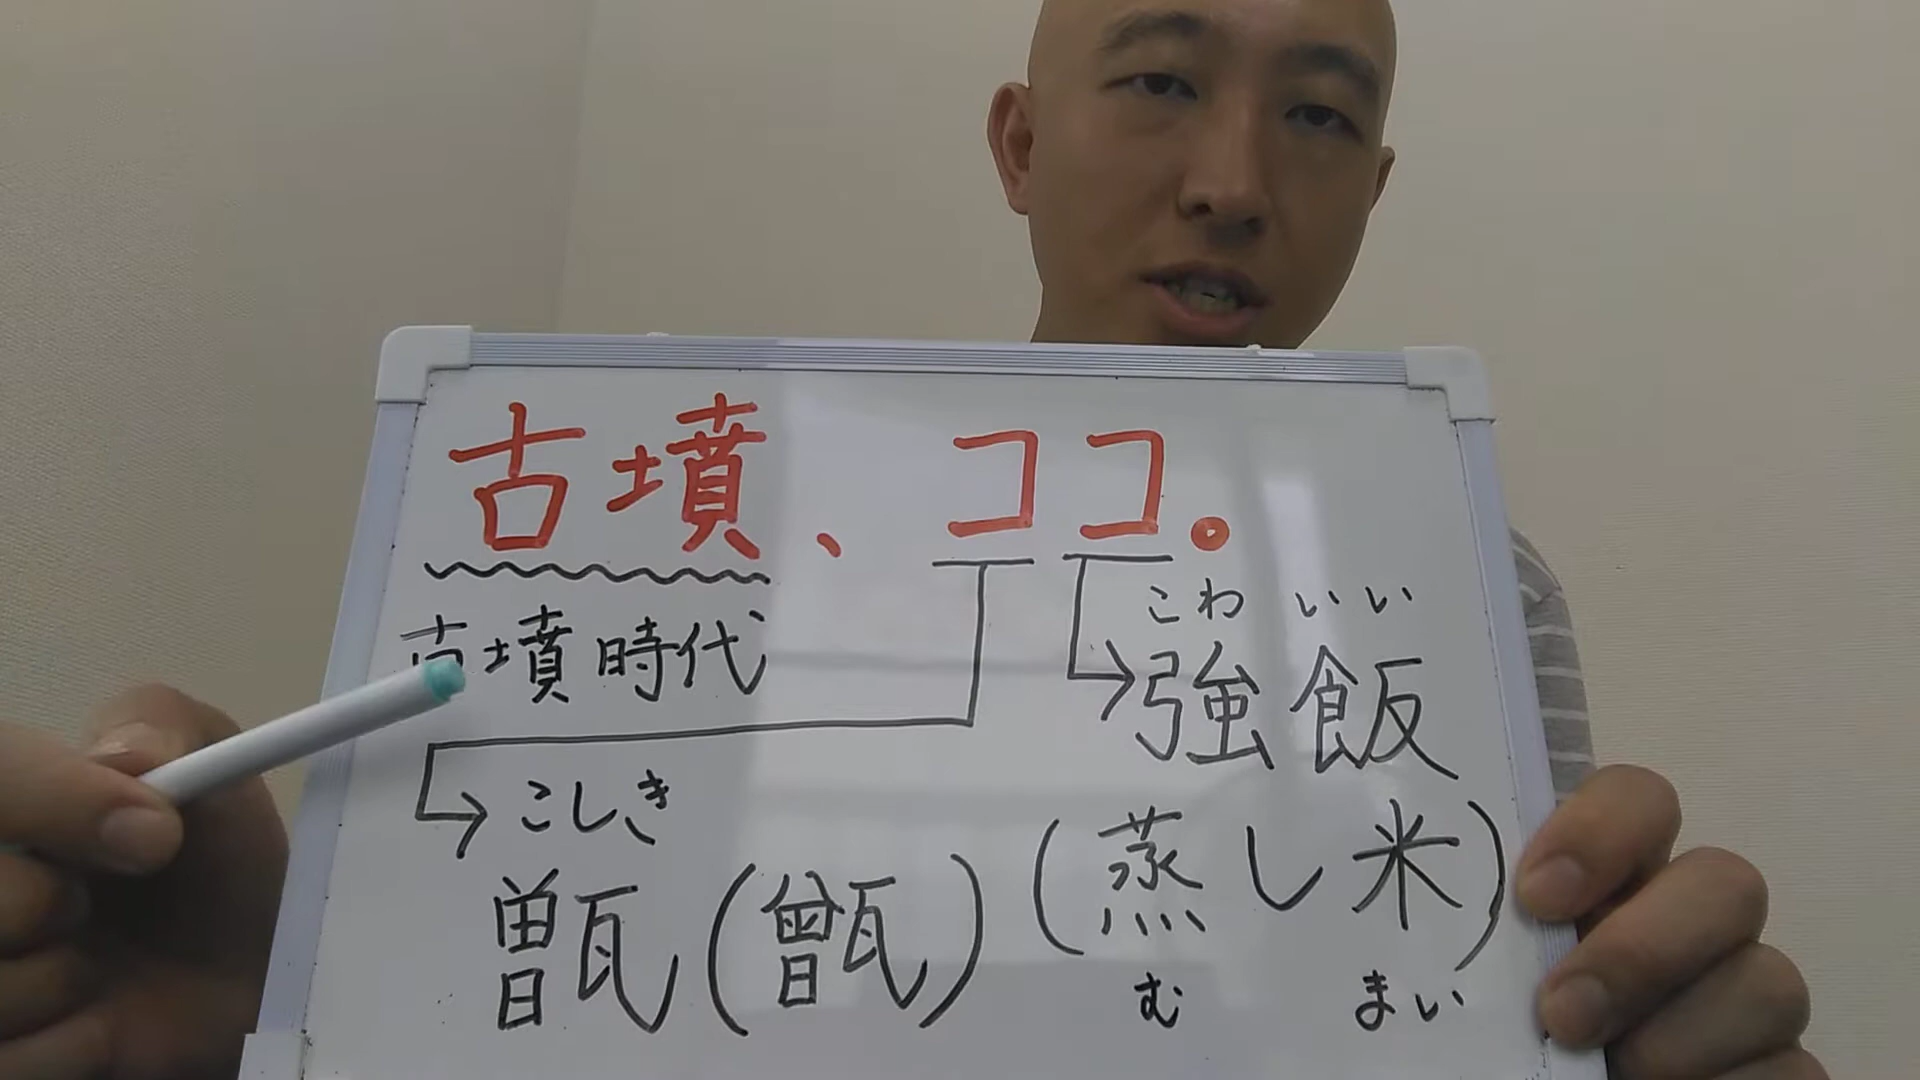 古墳、ココ。
古墳時代
こわいい
強飯
(蒸し米)
む まい
こしき
甑(甑)